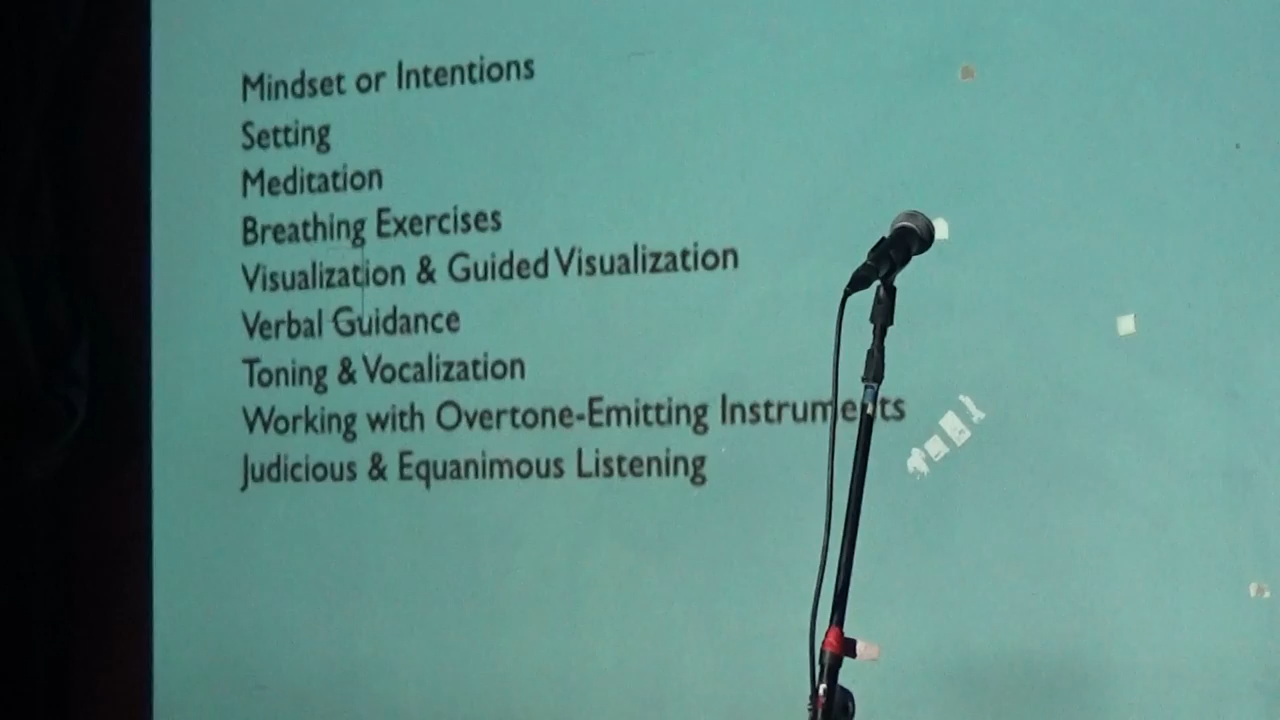 Mindset or Intentions
Setting
Meditation
Breathing Exercises
Visualization & Guided Visualization
Verbal Guidance
Toning & Vocalization
Working with Overtone-Emitting Instruments
Judicious & Equanimous Listening